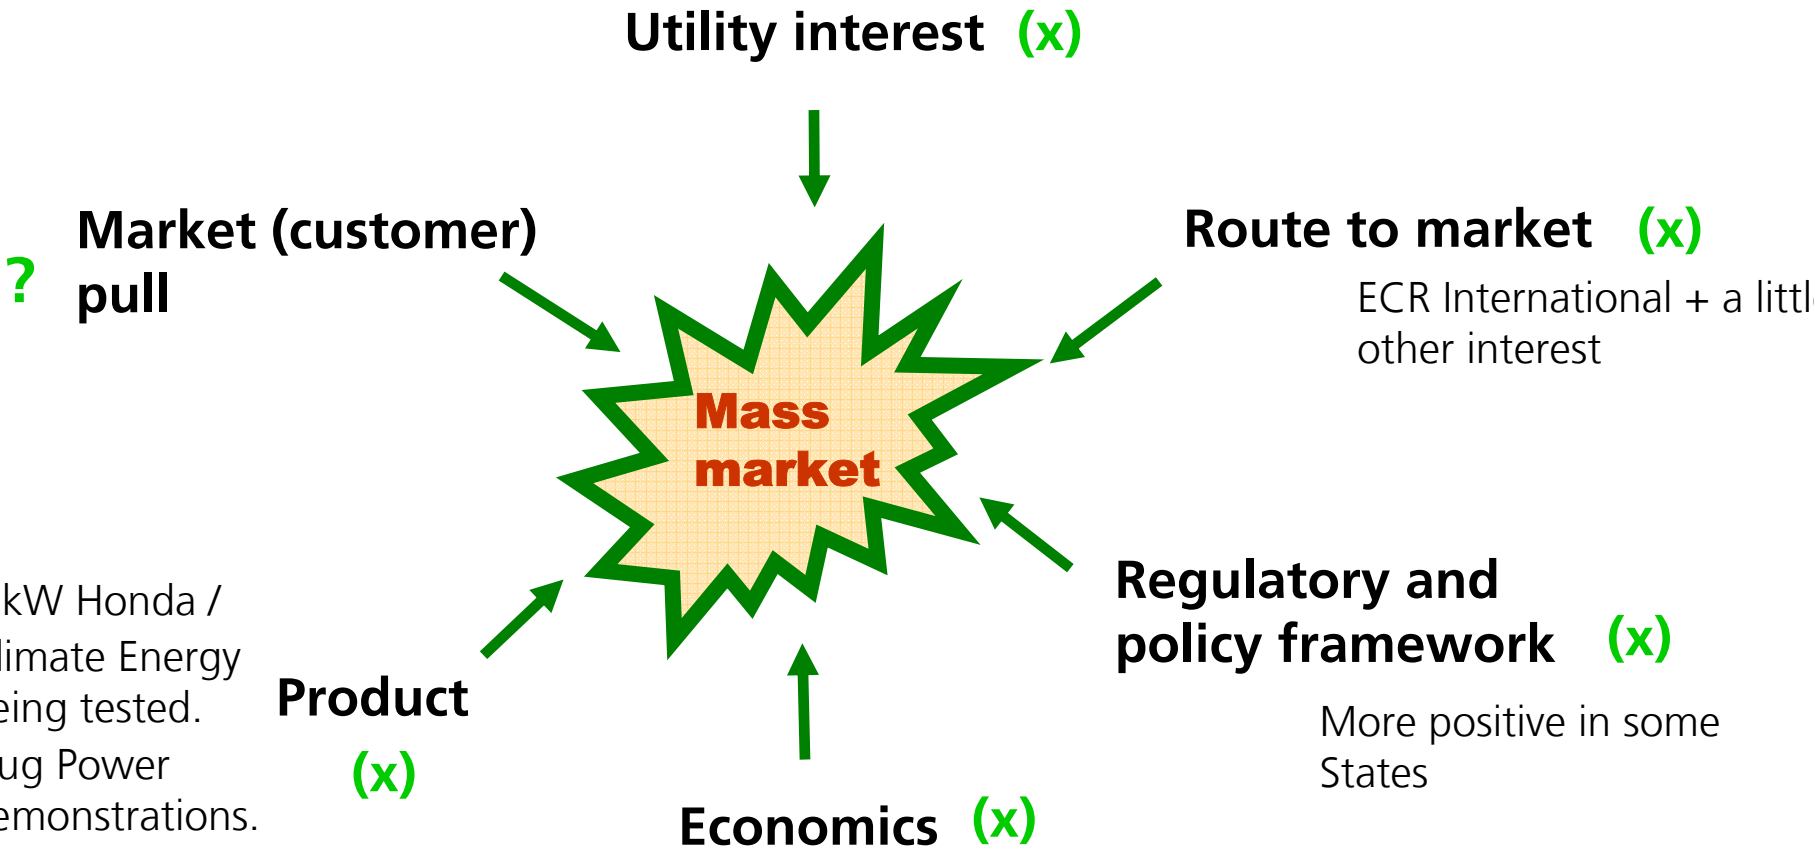 Utility interest (x)
Market (customer)
? pull
Route to market (x)
ECR International + a little
other interest
Mass
market
Regulatory and
policy framework (x)
More positive in some
States
kW Honda /
limate Energy
eing tested.
ug Power
emonstrations.
Product
(x)
Economics (x)